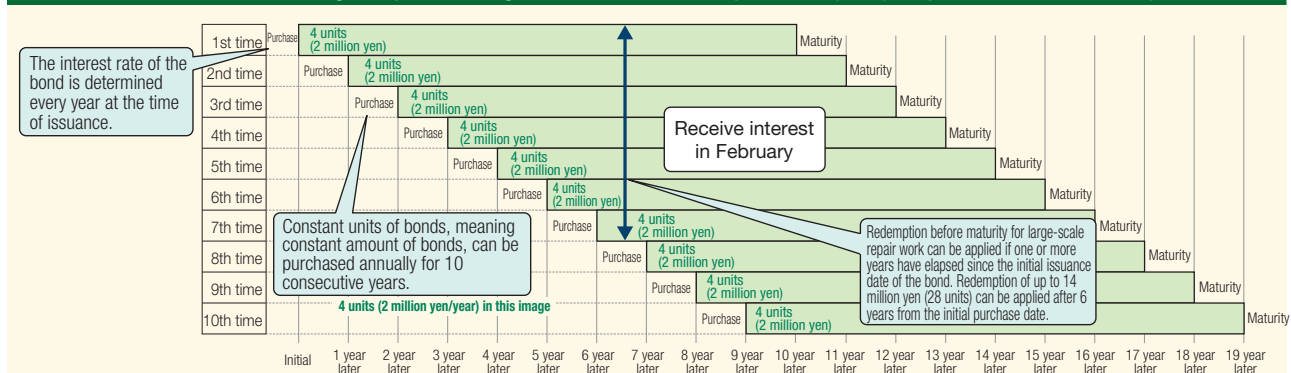 1st time
Purchase
4 units
(2 million yen)
Maturity
2nd time
Purchase
4 units
(2 million yen)
Maturity
3rd time
Purchase
4 units
(2 million yen)
Maturity
4th time
Purchase
4 units
(2 million yen)
Maturity
5th time
Purchase
4 units
(2 million yen)
Maturity
6th time
Purchase
4 units
(2 million yen)
Maturity
7th time
Purchase
4 units
(2 million yen)
Maturity
8th time
Purchase
4 units
(2 million yen)
Maturity
9th time
Purchase
4 units
(2 million yen)
Maturity
10th time
Purchase
4 units
(2 million yen)
Maturity
The interest rate of the
bond is determined
every year at the time
of issuance.
Receive interest
in February
Constant units of bonds, meaning
constant amount of bonds, can be
purchased annually for 10
consecutive years.
4 units (2 million yen/year) in this image
Redemption before maturity for large-scale
repair work can be applied if one or more
years have elapsed since the initial issuance
date of the bond. Redemption of up to 14
million yen (28 units) can be applied after 6
years from the initial purchase date.
Initial
1 year
later
2 year
later
3 year
later
4 year
later
5 year
later
6 year
later
7 year
later
8 year
later
9 year
later
10 year
later
11 year
later
12 year
later
13 year
later
14 year
later
15 year
later
16 year
later
17 year
later
18 year
later
19 year
later